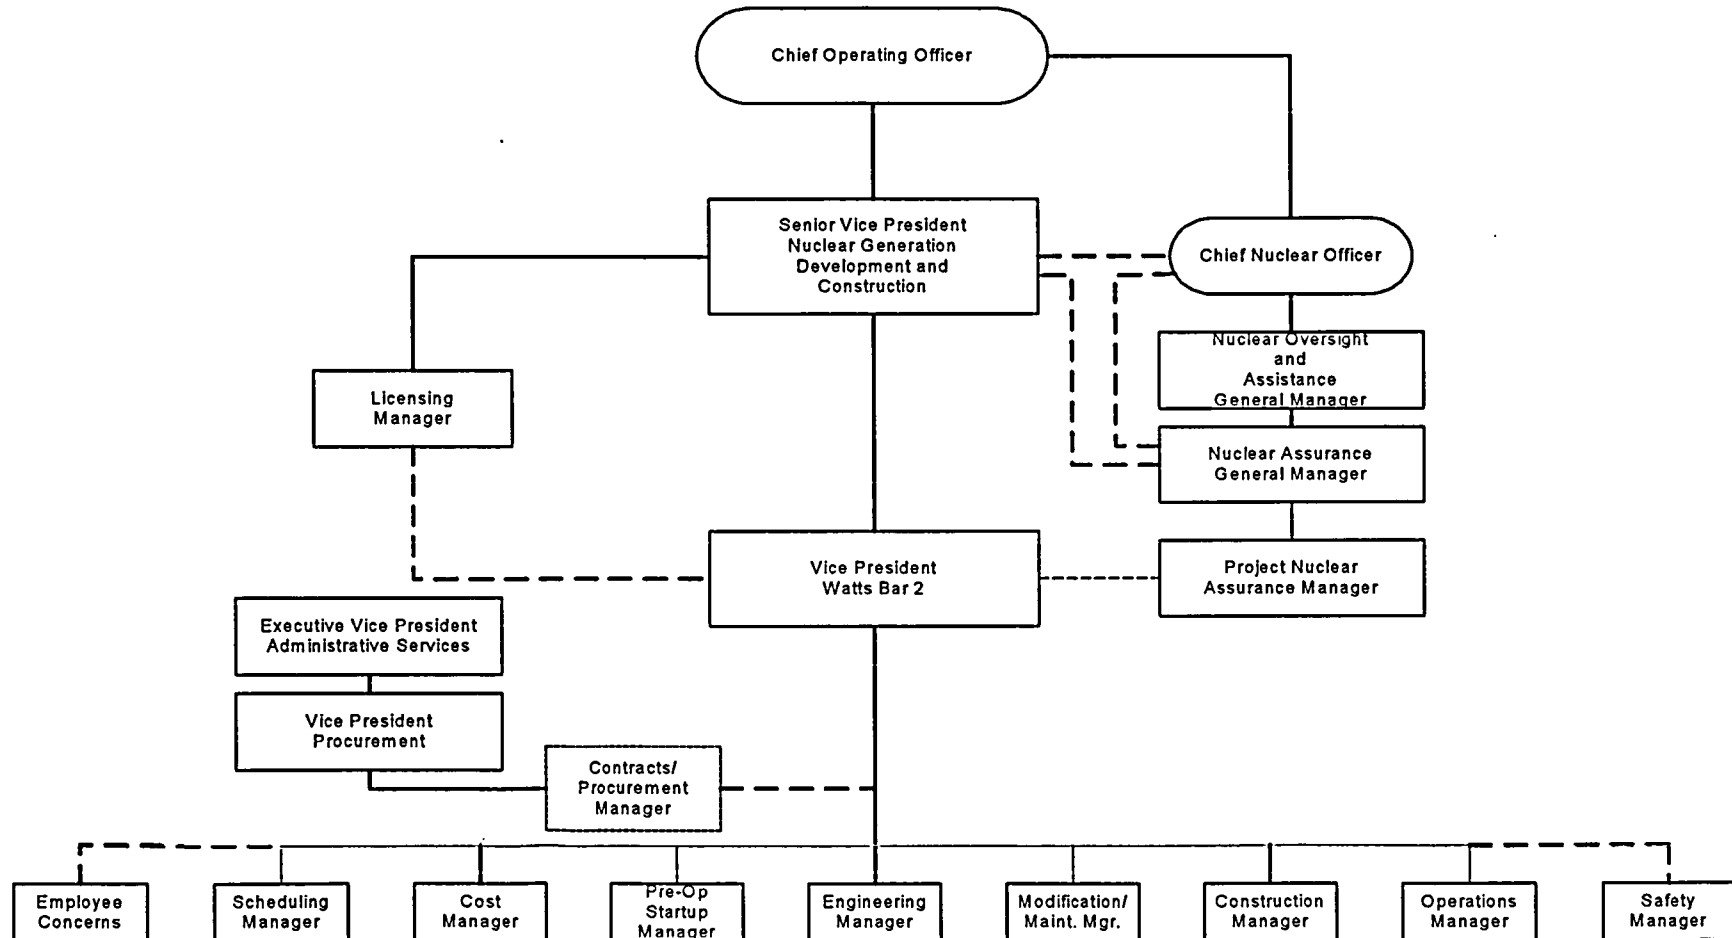 Chief Operating Officer
Senior Vice President
Nuclear Generation
Development and
Construction
Chief Nuclear Officer
Nuclear Oversight
and
Assistance
General Manager
Licensing
Manager
Nuclear Assurance
General Manager
Vice President
Watts Bar 2
Project Nuclear
Assurance Manager
Executive Vice President
Administrative Services
Vice President
Procurement
Contracts/
Procurement
Manager
Employee
Concerns
Scheduling
Manager
Cost
Manager
Pre-Op
Startup
Manager
Engineering
Manager
Modification/
Maint. Mgr.
Construction
Manager
Operations
Manager
Safety
Manager